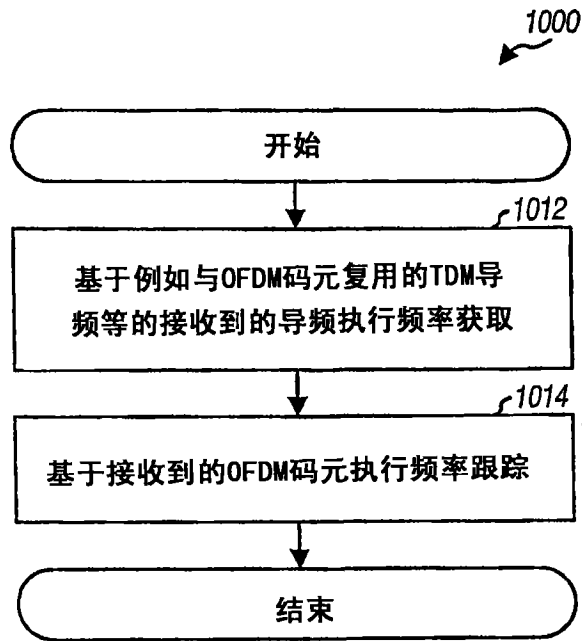 1000
开始
1012
基于例如与OFDM码元复用的TDM导
频等的接收到的导频执行频率获取
1014
基于接收到的OFDM码元执行频率跟踪
结束